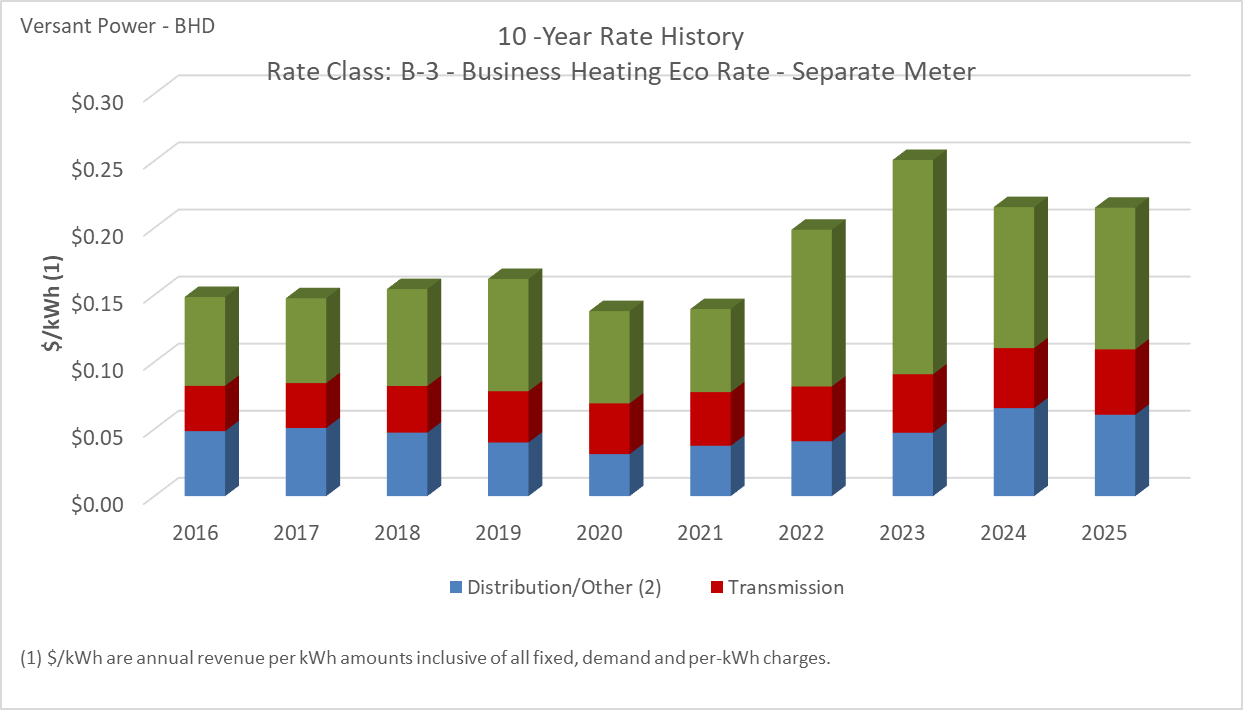 Versant Power - BHD
10 -Year Rate History
Rate Class: B-3 - Business Heating Eco Rate - Separate Meter
$0.30
$0.25
$0.20
$0.15
$0.10
$0.05
$0.00
$/kWh (1)
2016 2017 2018 2019 2020 2021 2022 2023 2024 2025
Distribution/Other (2) Transmission
(1) $/kWh are annual revenue per kWh amounts inclusive of all fixed, demand and per-kWh charges.